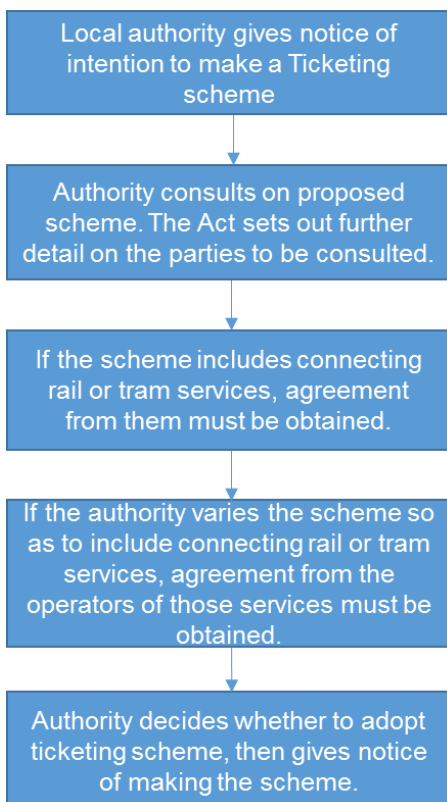 Local authority gives notice of
intention to make a Ticketing
scheme
Authority consults on proposed
scheme. The Act sets out further
detail on the parties to be consulted.
If the scheme includes connecting
rail or tram services, agreement
from them must be obtained.
If the authority varies the scheme so
as to include connecting rail or tram
services, agreement from the
operators of those services must be
obtained.
Authority decides whether to adopt
ticketing scheme, then gives notice
of making the scheme.